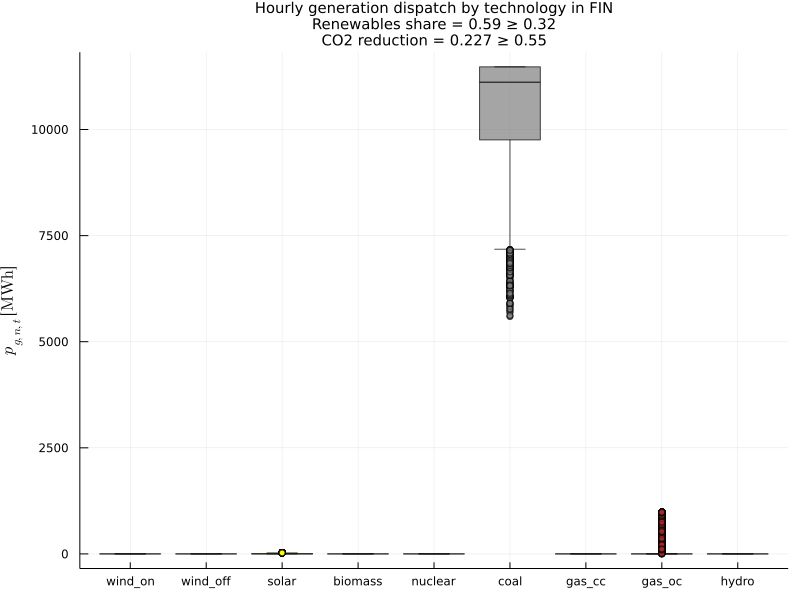 Hourly generation dispatch by technology in FIN
Renewables share = 0.59 ≥ 0.32
CO2 reduction = 0.227 ≥ 0.55
10000
7500
5000
2500
0
p_{g,n,t} [MWh]
wind_on wind_off solar biomass nuclear coal gas_cc gas_oc hydro